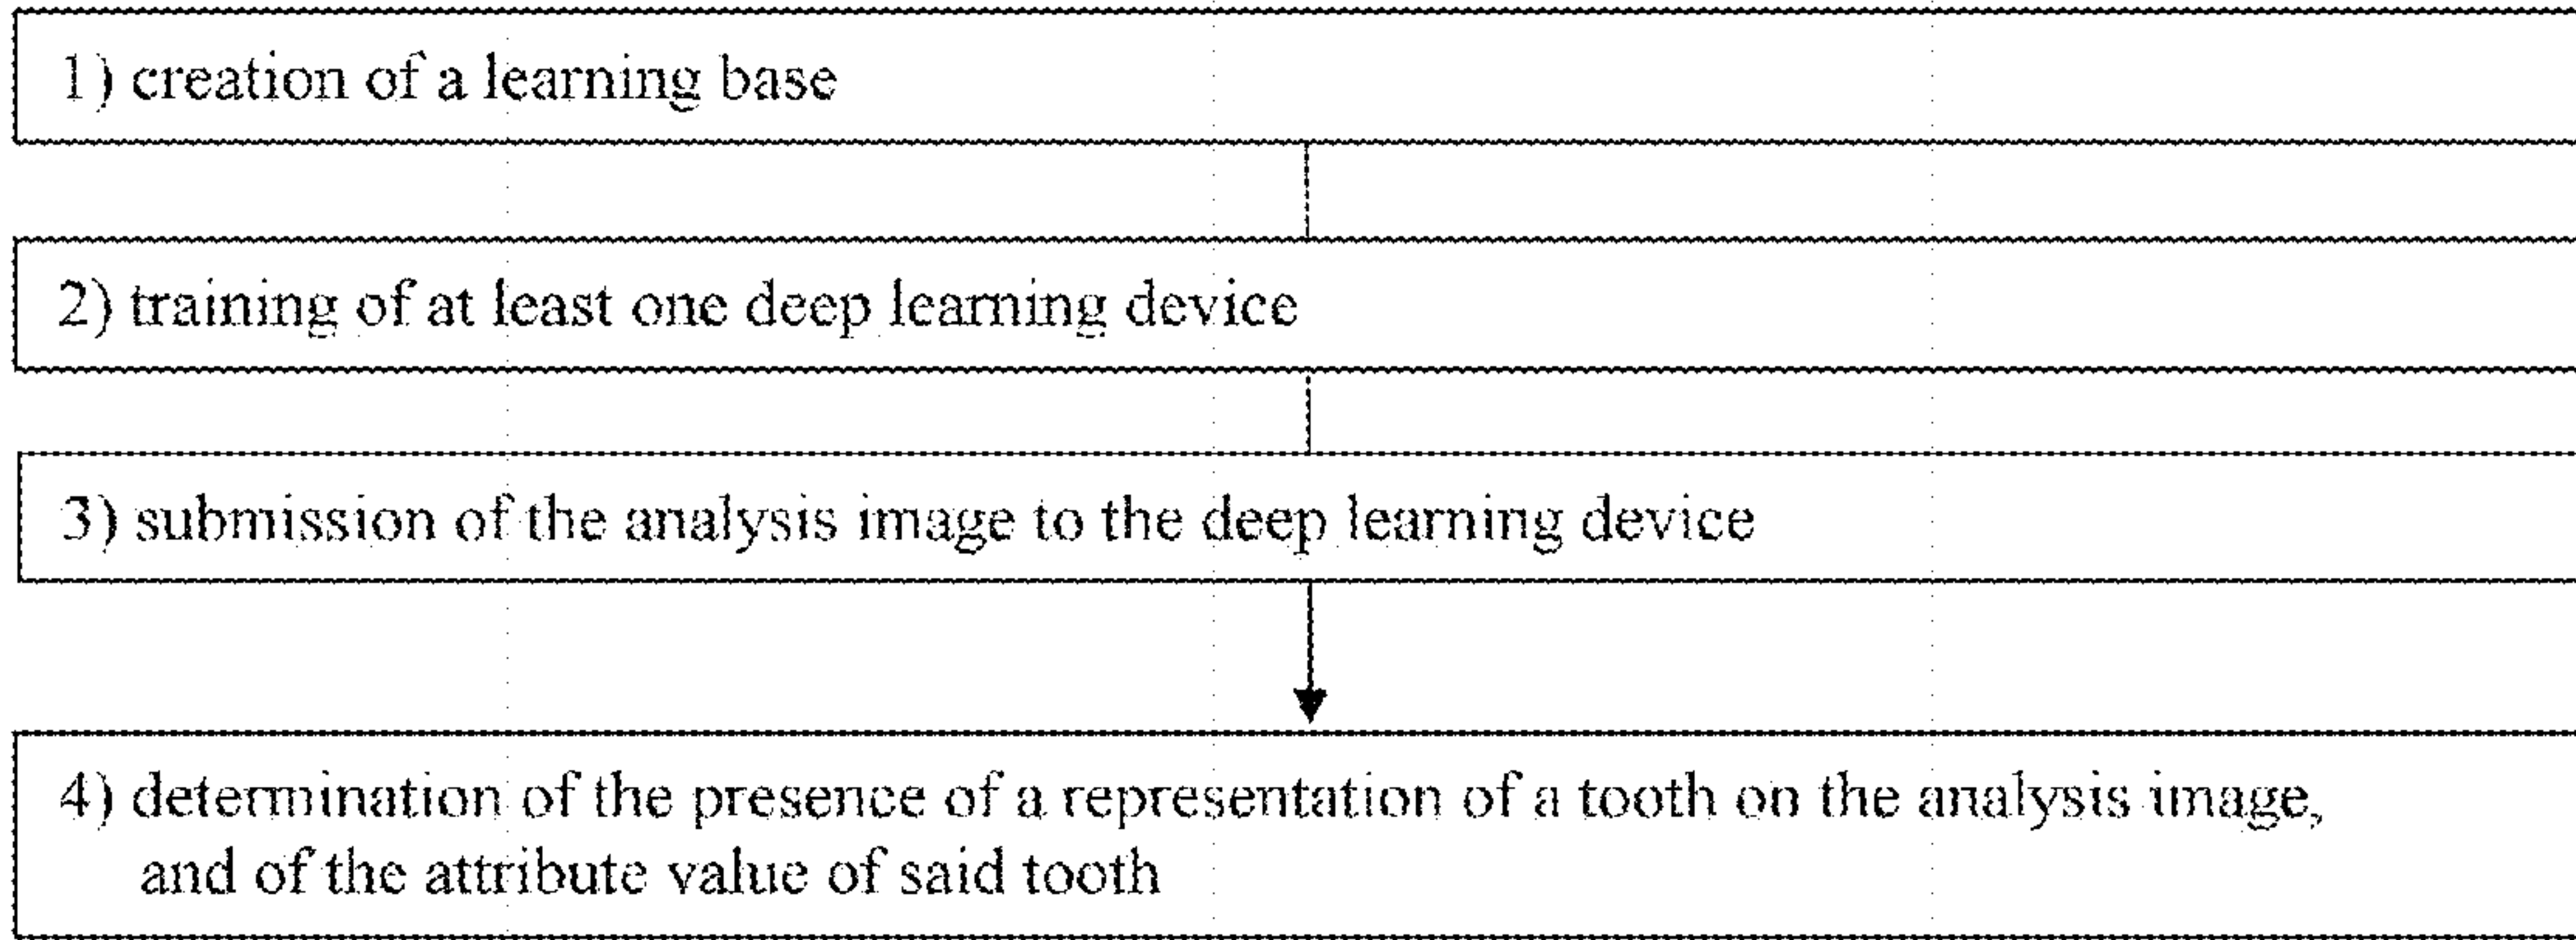 1) creation of a learning base
2) training of at least one deep learning device
3) submission of the analysis image to the deep learning device
4) determination of the presence of a representation of a tooth on the analysis image,
and of the attribute value of said tooth